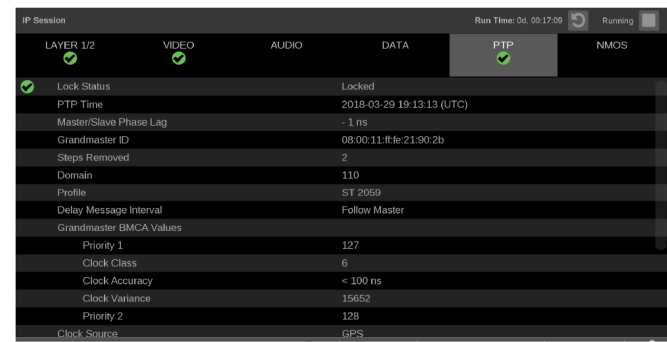 IP Session Run Time: 0d, 00:17:09 Running
LAYER 1/2 VIDEO AUDIO DATA PTP NMOS
Lock Status Locked
PTP Time 2018-03-29 19:13:13 (UTC)
Master/Slave Phase Lag - 1 ns
Grandmaster ID 08:00:11:ff:fe:21:90:2b
Steps Removed 2
Domain 110
Profile ST 2059
Delay Message Interval Follow Master
Grandmaster BMCA Values
Priority 1 127
Clock Class 6
Clock Accuracy < 100 ns
Clock Variance 15652
Priority 2 128
Clock Source GPS